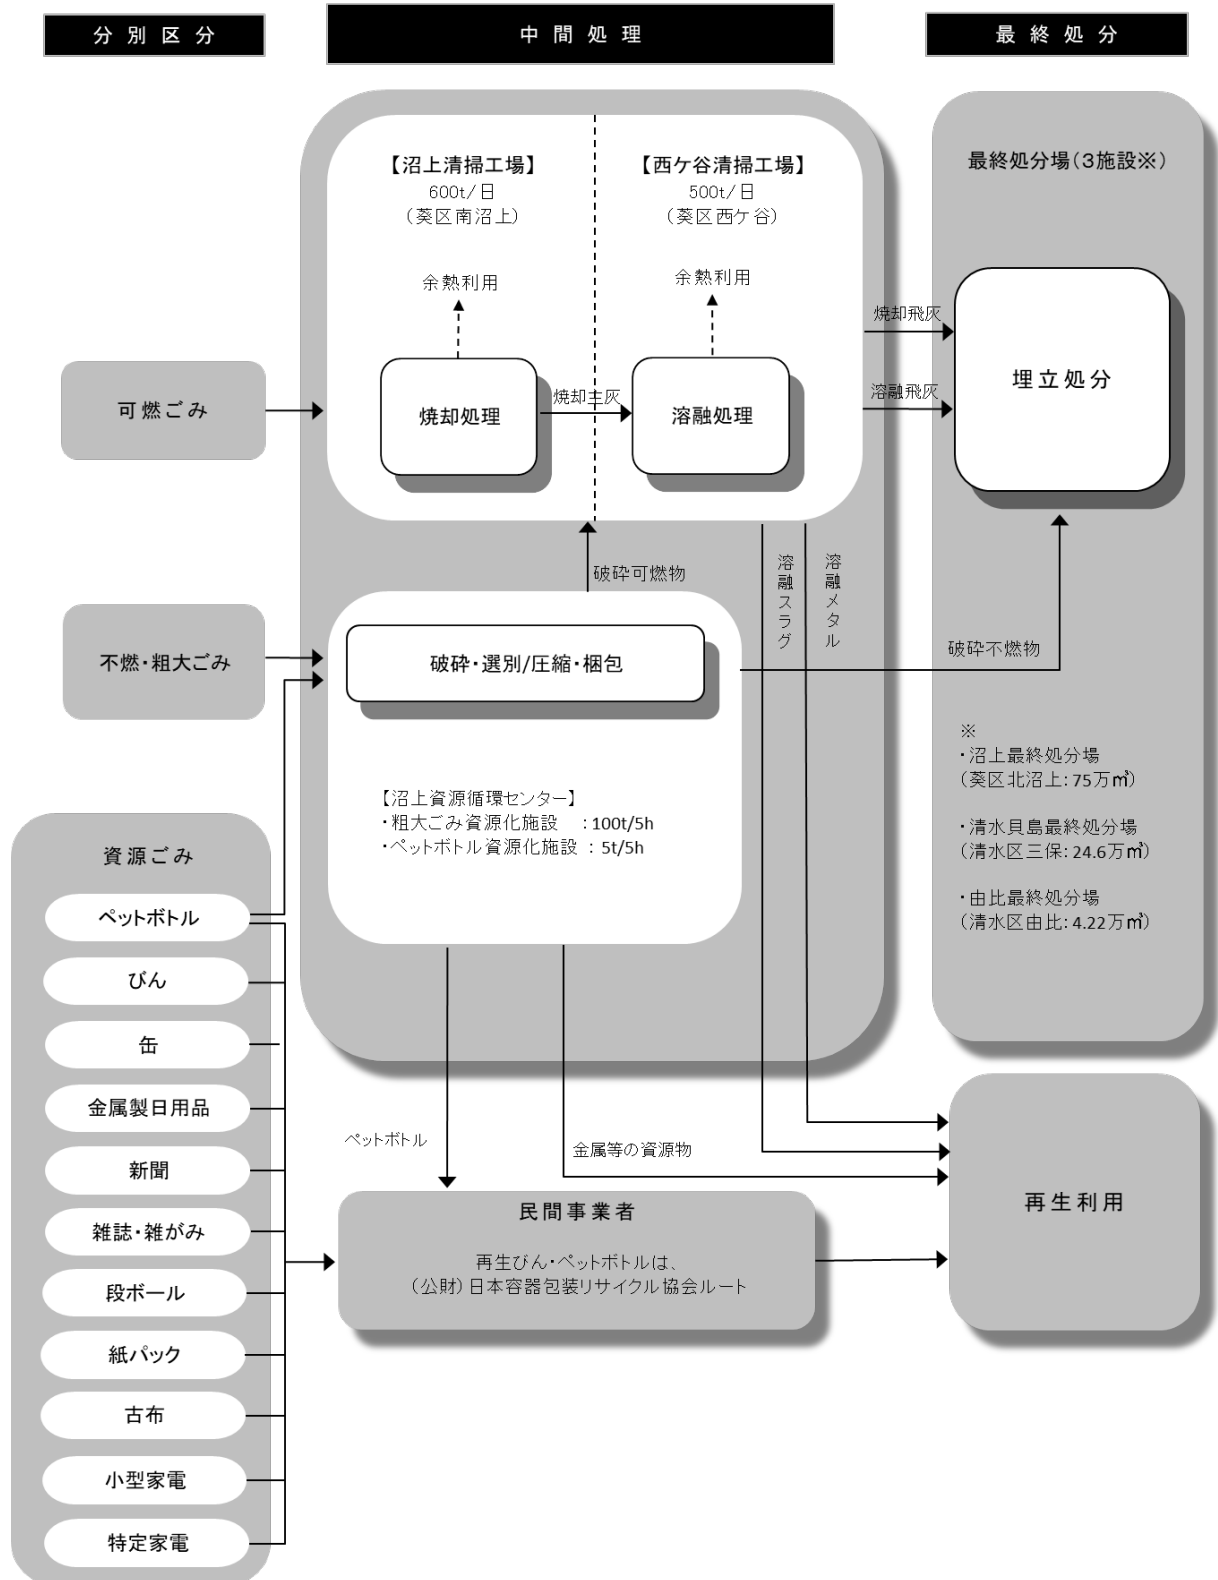 分別区分
中間処理
最終処分
【沼上清掃工場】
600t/日
（葵区南沼上）
【西ケ谷清掃工場】
500t/日
（葵区西ケ谷）
最終処分場（３施設※）
余熱利用
余熱利用
焼却飛灰
可燃ごみ
焼却処理
焼却主灰
溶融処理
溶融飛灰
埋立処分
破砕可燃物
溶融スラグ
溶融メタル
不燃・粗大ごみ
破砕・選別/圧縮・梱包
破砕不燃物
【沼上資源循環センター】
・粗大ごみ資源化施設　：100t/5h
・ペットボトル資源化施設 ： 5t/5h
※
・沼上最終処分場
（葵区北沼上：75万㎥）
・清水貝島最終処分場
（清水区三保：24.6万㎥）
・由比最終処分場
（清水区由比：4.22万㎥）
資源ごみ
ペットボトル
びん
缶
金属製日用品
新聞
雑誌・雑がみ
段ボール
紙パック
古布
小型家電
特定家電
ペットボトル
金属等の資源物
民間事業者
再生びん・ペットボトルは、
（公財）日本容器包装リサイクル協会ルート
再生利用